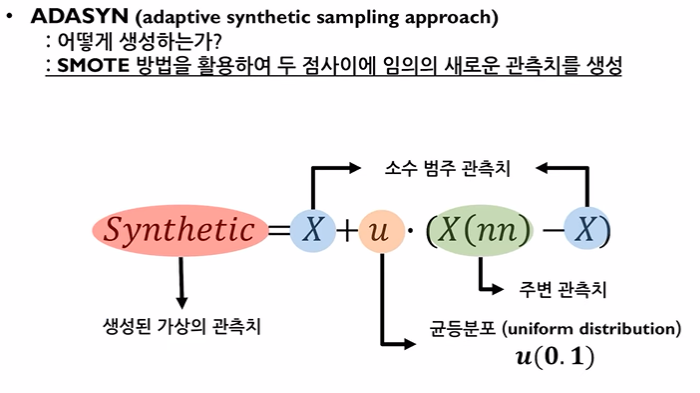 • ADASYN (adaptive synthetic sampling approach)
: 어떻게 생성하는가?
: SMOTE 방법을 활용하여 두 점사이에 임의의 새로운 관측치를 생성
소수 범주 관측치
Synthetic = X + u · (X(nn) − X)
주변 관측치
생성된 가상의 관측치
균등분포 (uniform distribution)
u(0.1)